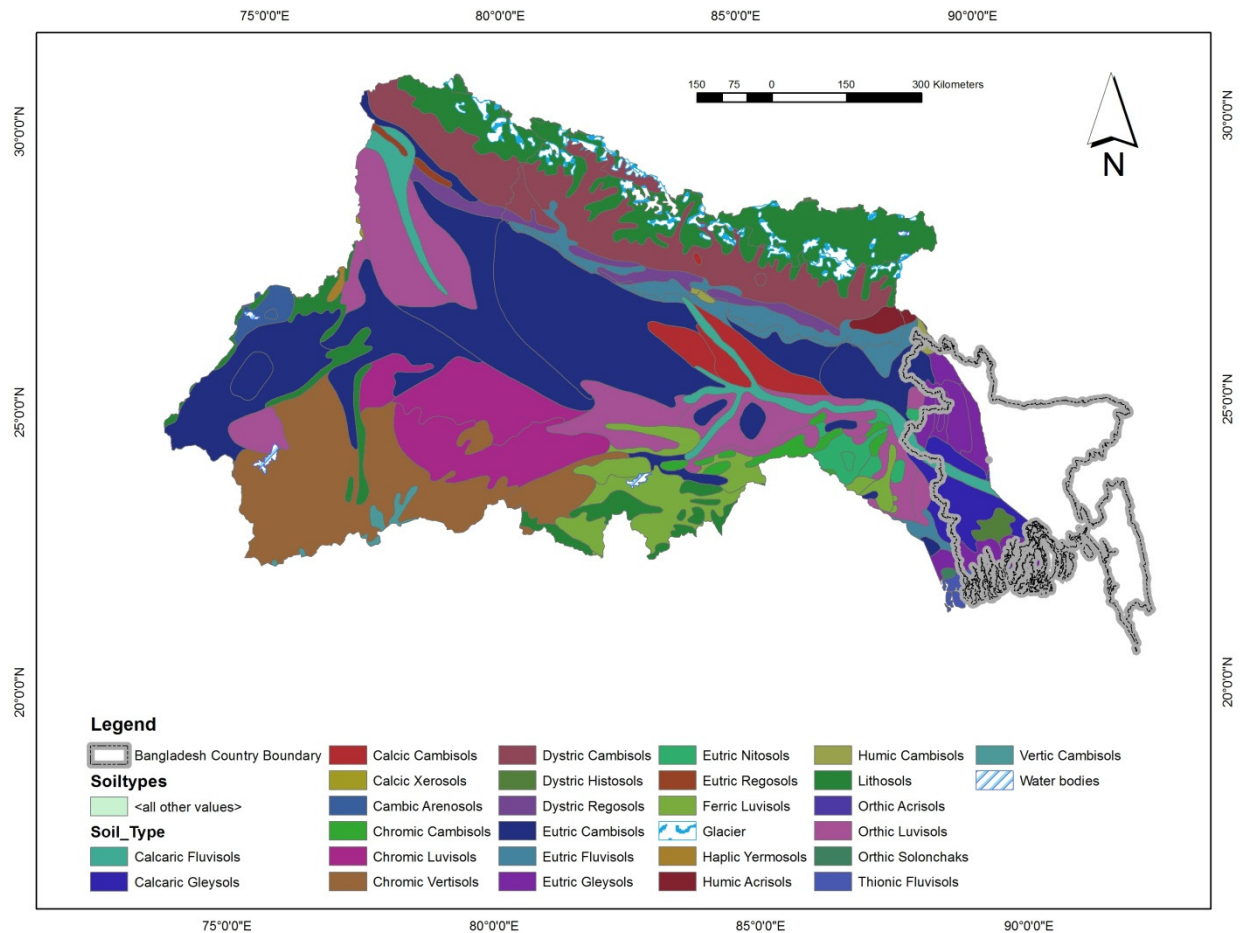 75°0'0"E 80°0'0"E 85°0'0"E 90°0'0"E
150 75 0 150 300 Kilometers
N
30°0'0"N
30°0'0"N
25°0'0"N
25°0'0"N
20°0'0"N
20°0'0"N
Legend
Bangladesh Country Boundary
Soiltypes
<all other values>
Soil_Type
Calcaric Fluvisols
Calcaric Gleysols
Calcic Cambisols
Calcic Xerosols
Cambic Arenosols
Chromic Cambisols
Chromic Luvisols
Chromic Vertisols
Dystric Cambisols
Dystric Histosols
Dystric Regosols
Eutric Cambisols
Eutric Fluvisols
Eutric Gleysols
Eutric Nitosols
Eutric Regosols
Ferric Luvisols
Glacier
Haplic Yermosols
Humic Acrisols
Humic Cambisols
Lithosols
Orthic Acrisols
Orthic Luvisols
Orthic Solonchaks
Thionic Fluvisols
Vertic Cambisols
Water bodies
75°0'0"E 80°0'0"E 85°0'0"E 90°0'0"E